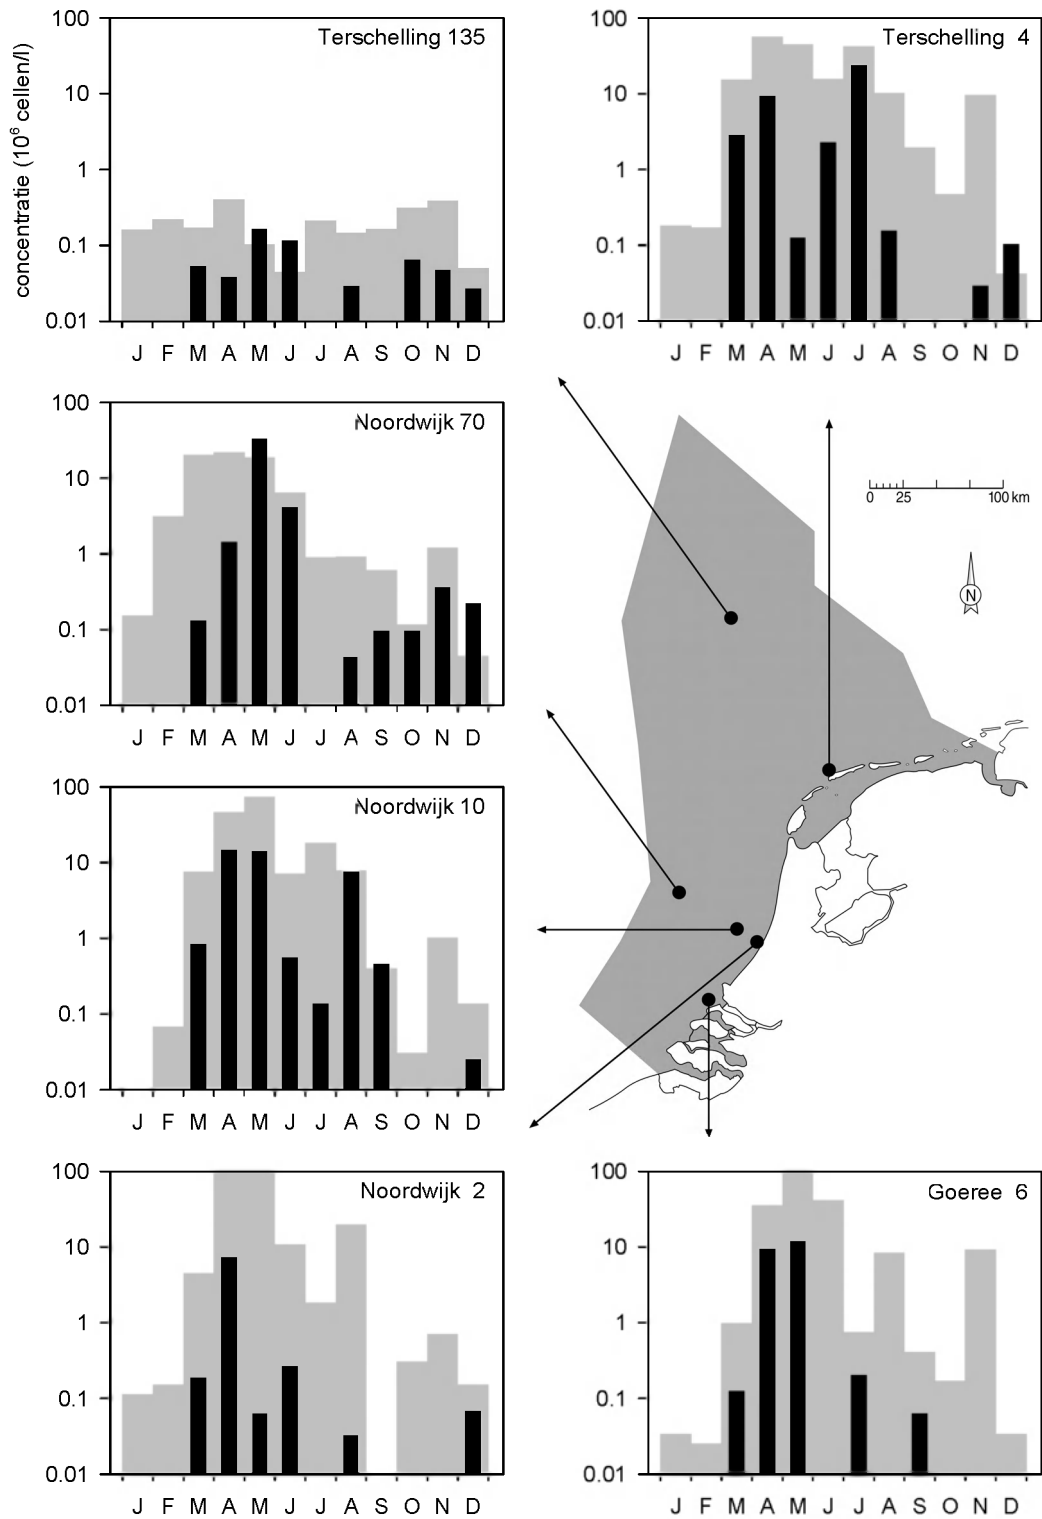 concentratie (10⁶ cellen/l)
Terschelling 135
100
10
1
0.1
0.01
J F M A M J J A S O N D
Terschelling 4
100
10
1
0.1
0.01
J F M A M J J A S O N D
Noordwijk 70
100
10
1
0.1
0.01
J F M A M J J A S O N D
0 25 100 km
N
Noordwijk 10
100
10
1
0.1
0.01
J F M A M J J A S O N D
Noordwijk 2
100
10
1
0.1
0.01
J F M A M J J A S O N D
Goeree 6
100
10
1
0.1
0.01
J F M A M J J A S O N D